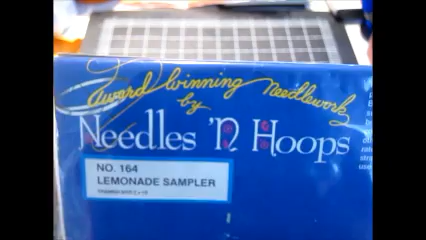 Award Winning Needlework
by
Needles 'N Hoops
NO. 164
LEMONADE SAMPLER